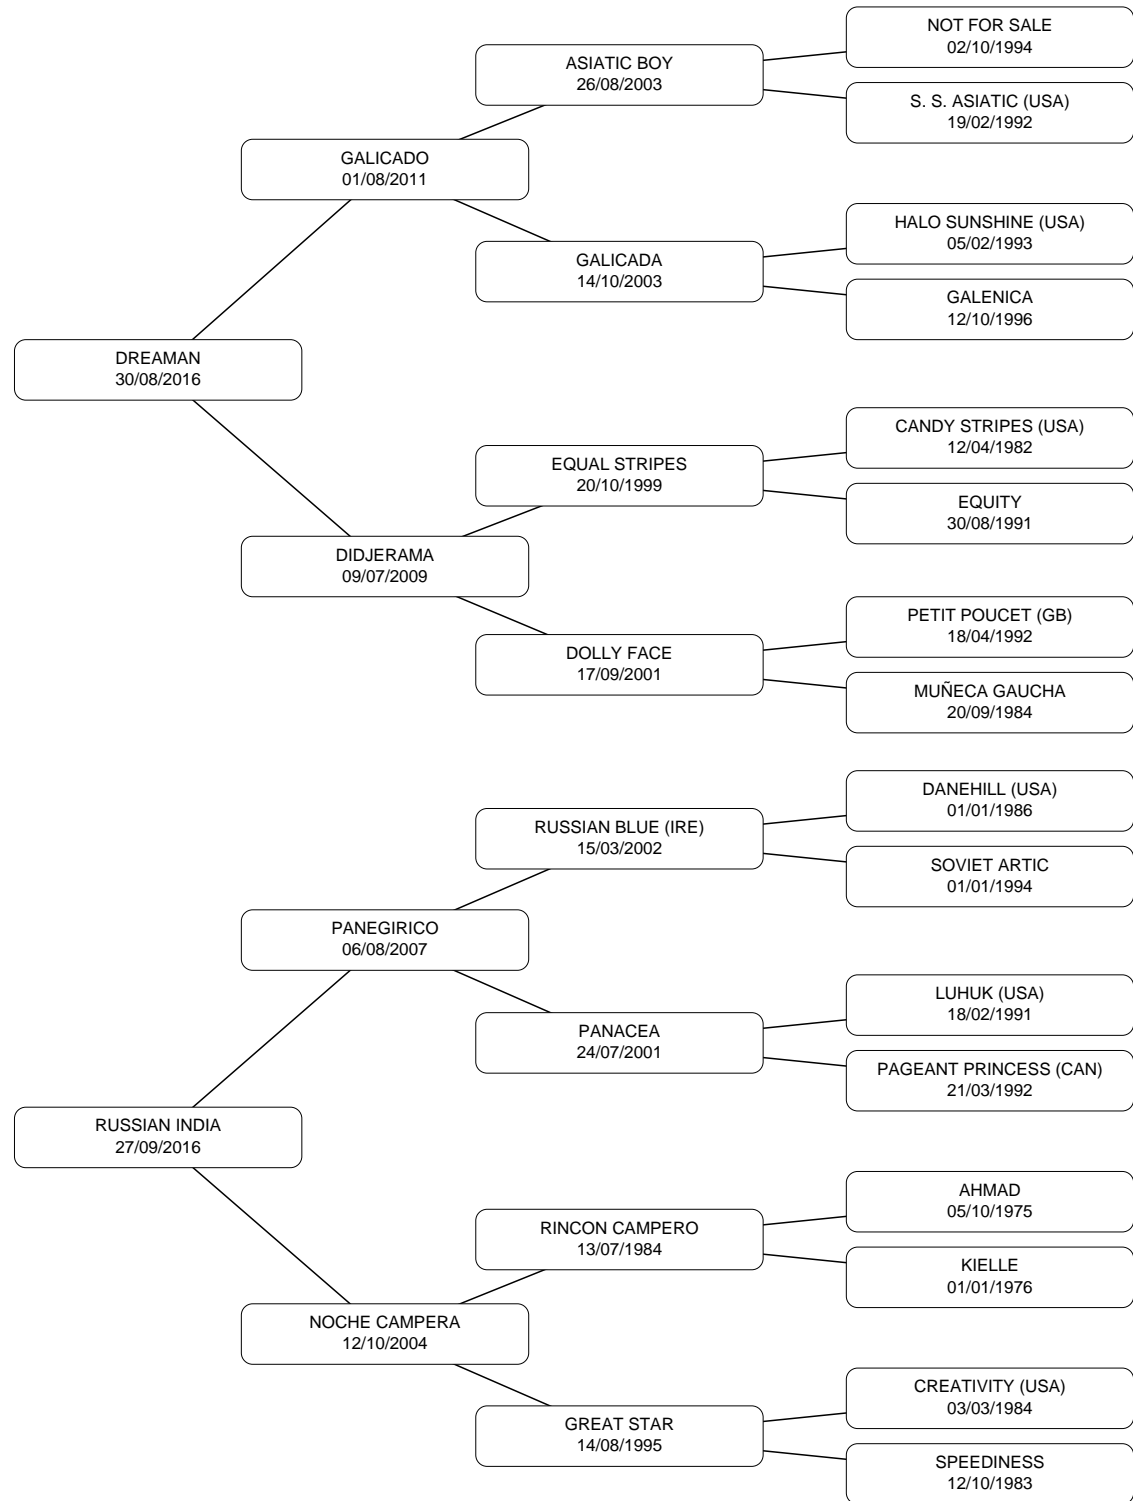 NOT FOR SALE
02/10/1994
ASIATIC BOY
26/08/2003
S. S. ASIATIC (USA)
19/02/1992
GALICADO
01/08/2011
HALO SUNSHINE (USA)
05/02/1993
GALICADA
14/10/2003
GALENICA
12/10/1996
DREAMAN
30/08/2016
CANDY STRIPES (USA)
12/04/1982
EQUAL STRIPES
20/10/1999
EQUITY
30/08/1991
DIDJERAMA
09/07/2009
PETIT POUCET (GB)
18/04/1992
DOLLY FACE
17/09/2001
MUÑECA GAUCHA
20/09/1984
DANEHILL (USA)
01/01/1986
RUSSIAN BLUE (IRE)
15/03/2002
SOVIET ARTIC
01/01/1994
PANEGIRICO
06/08/2007
LUHUK (USA)
18/02/1991
PANACEA
24/07/2001
PAGEANT PRINCESS (CAN)
21/03/1992
RUSSIAN INDIA
27/09/2016
AHMAD
05/10/1975
RINCON CAMPERO
13/07/1984
KIELLE
01/01/1976
NOCHE CAMPERA
12/10/2004
CREATIVITY (USA)
03/03/1984
GREAT STAR
14/08/1995
SPEEDINESS
12/10/1983